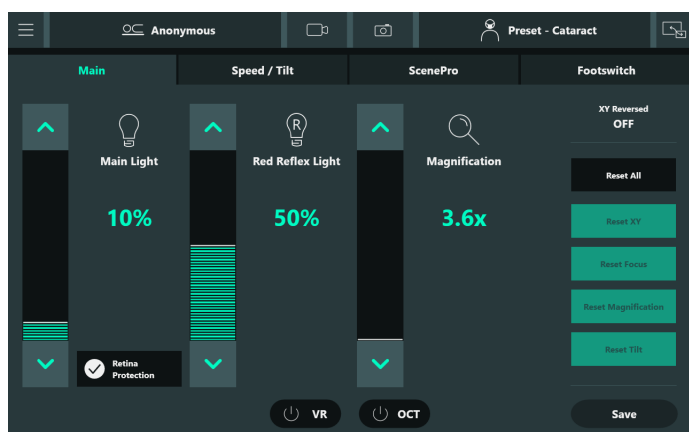 Anonymous
Preset - Cataract
Main
Speed / Tilt
ScenePro
Footswitch
Main Light
10%
Retina
Protection
R
Red Reflex Light
50%
Magnification
3.6x
XY Reversed
OFF
Reset All
Reset XY
Reset Focus
Reset Magnification
Reset Tilt
VR
OCT
Save